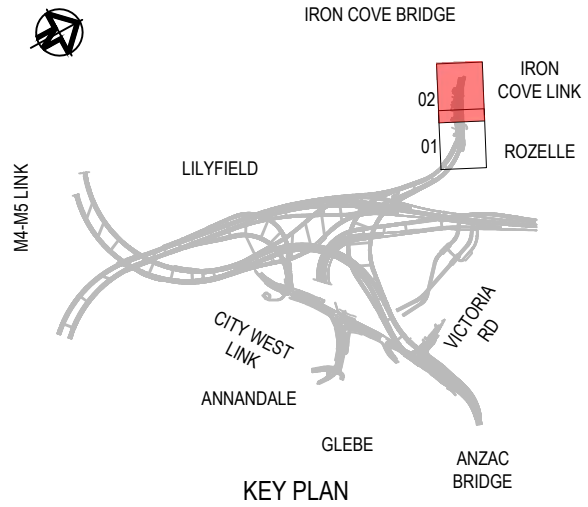 IRON COVE BRIDGE
IRON
COVE LINK
02
01
ROZELLE
LILYFIELD
M4-M5 LINK
CITY WEST
LINK
VICTORIA
RD
ANNANDALE
GLEBE
ANZAC
BRIDGE
KEY PLAN